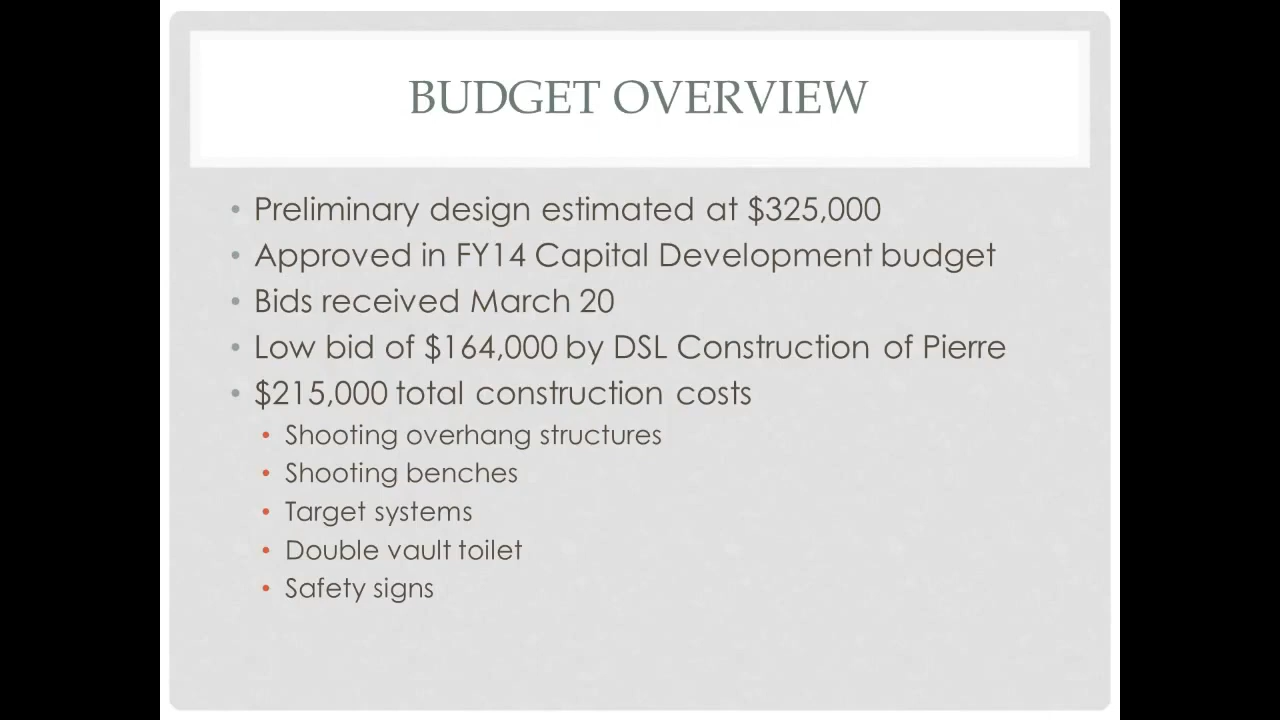 BUDGET OVERVIEW
• Preliminary design estimated at $325,000
• Approved in FY14 Capital Development budget
• Bids received March 20
• Low bid of $164,000 by DSL Construction of Pierre
• $215,000 total construction costs
• Shooting overhang structures
• Shooting benches
• Target systems
• Double vault toilet
• Safety signs